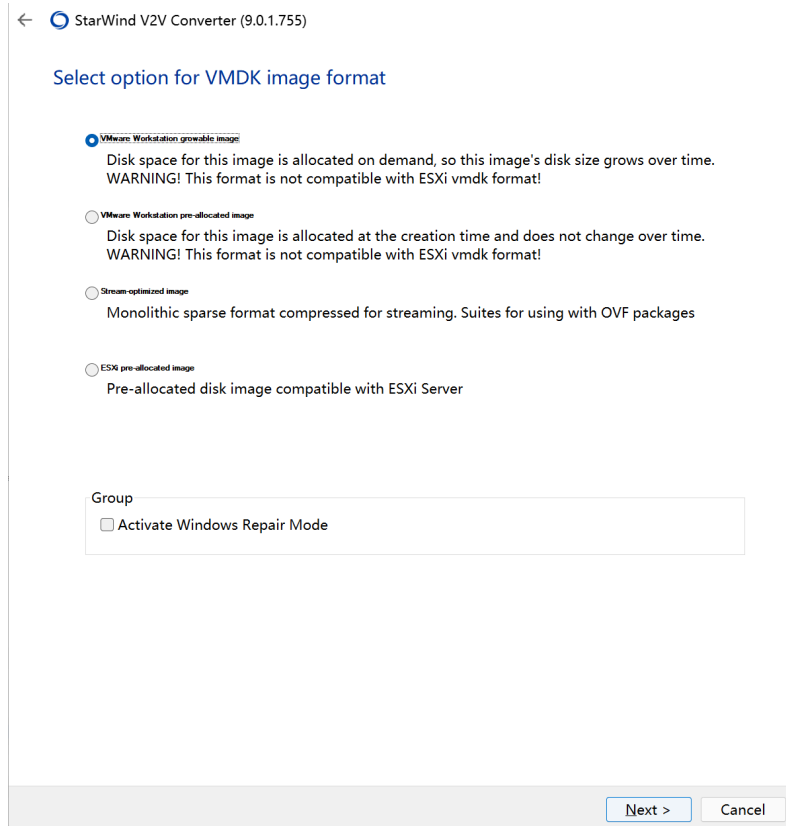 StarWind V2V Converter (9.0.1.755)
Select option for VMDK image format
VMware Workstation growable image
Disk space for this image is allocated on demand, so this image's disk size grows over time.
WARNING! This format is not compatible with ESXi vmdk format!
VMware Workstation pre-allocated image
Disk space for this image is allocated at the creation time and does not change over time.
WARNING! This format is not compatible with ESXi vmdk format!
Stream-optimized image
Monolithic sparse format compressed for streaming. Suites for using with OVF packages
ESXi pre-allocated image
Pre-allocated disk image compatible with ESXi Server
Group
Activate Windows Repair Mode
Next >
Cancel